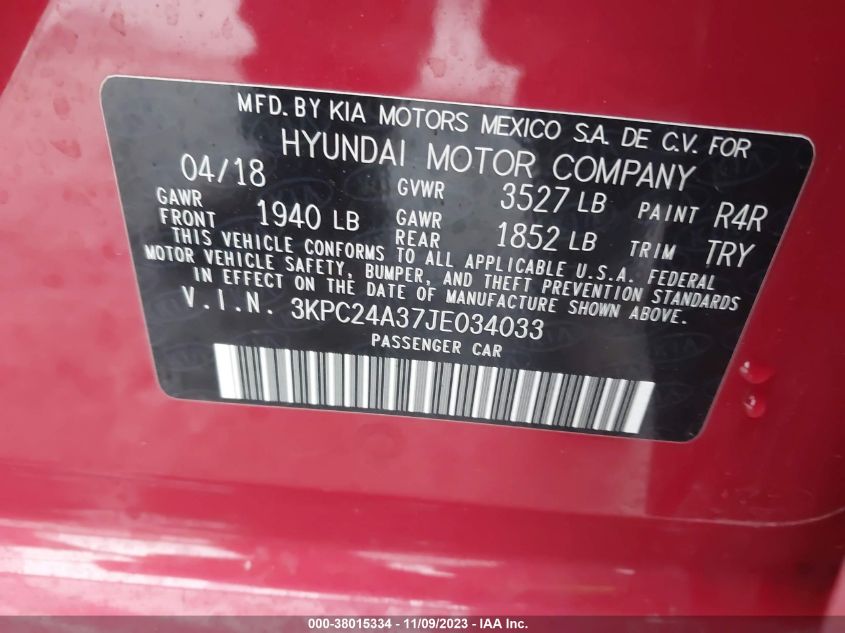 MFD. BY KIA MOTORS MEXICO S.A. DE C.V. FOR
HYUNDAI MOTOR COMPANY
04/18 GVWR 3527 LB PAINT R4R
GAWR FRONT 1940 LB GAWR REAR 1852 LB TRIM TRY
THIS VEHICLE CONFORMS TO ALL APPLICABLE U.S.A. FEDERAL
MOTOR VEHICLE SAFETY, BUMPER, AND THEFT PREVENTION STANDARDS
IN EFFECT ON THE DATE OF MANUFACTURE SHOWN ABOVE.
V.I.N. 3KPC24A37JE034033
PASSENGER CAR
000-38015334 - 11/09/2023 - IAA Inc.